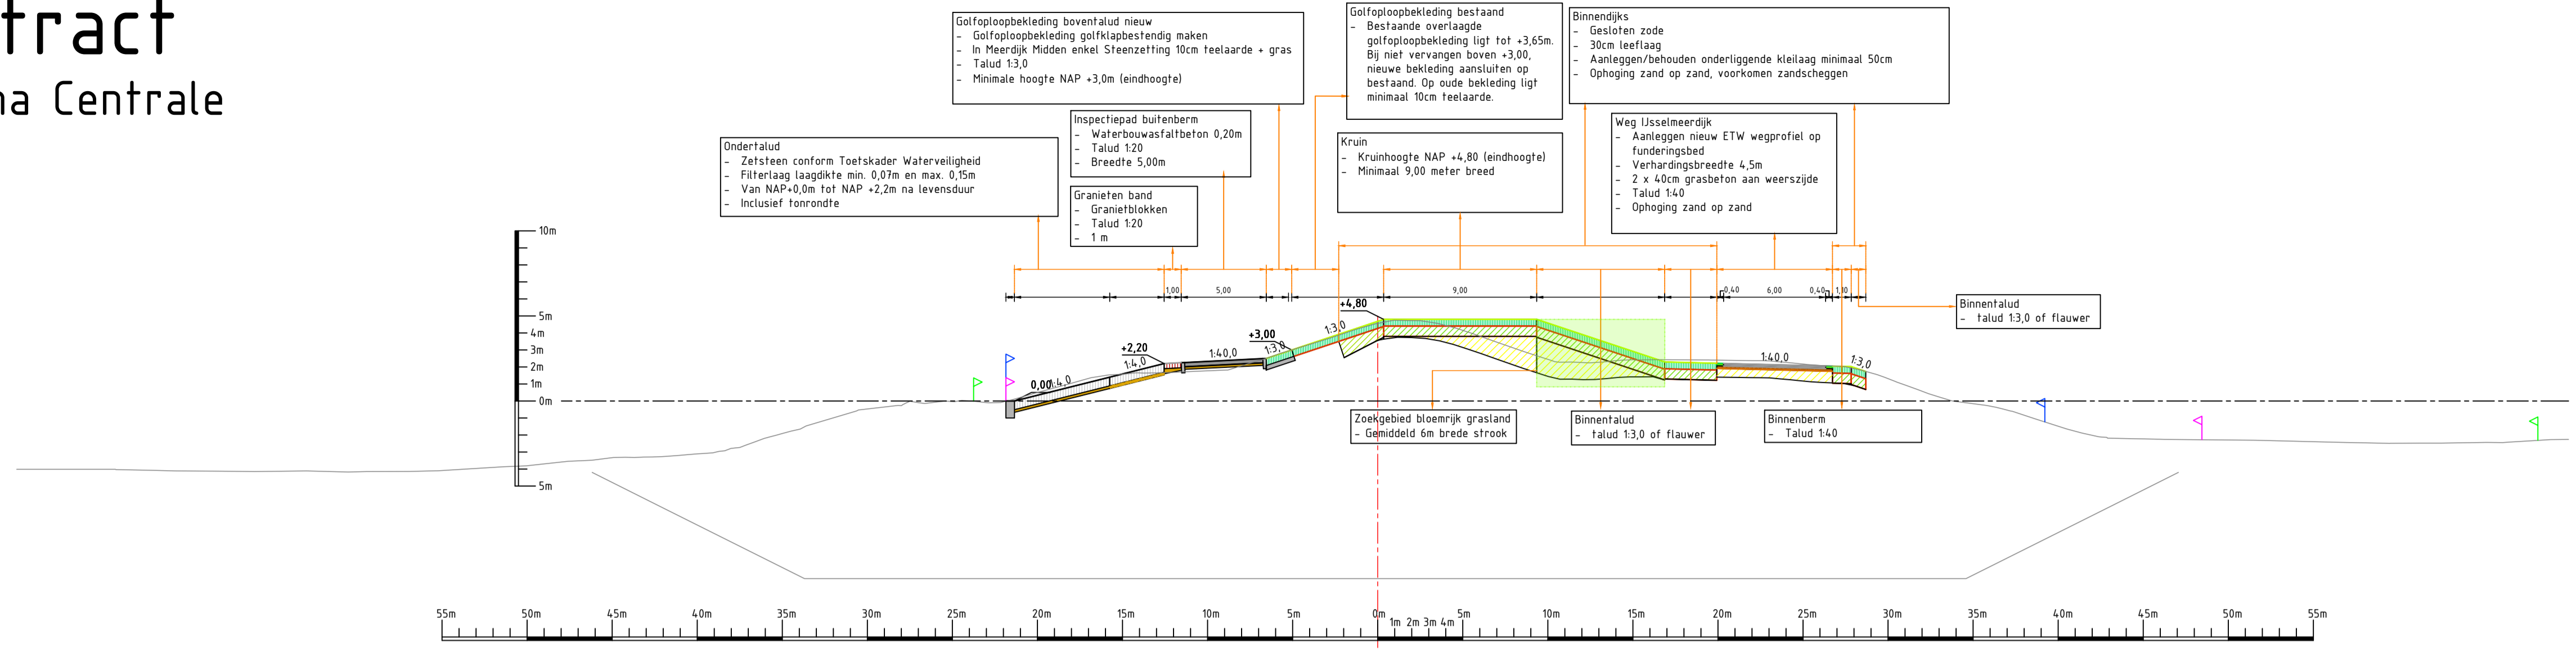 tract
na Centrale
Golfoploopbekleding boventalud nieuw
- Golfoploopbekleding golfklapbestendig maken
- In Meerdijk Midden enkel Steenzetting 10cm teelaarde + gras
- Talud 1:3,0
- Minimale hoogte NAP +3,0m (eindhoogte)
Golfoploopbekleding bestaand
- Bestaande overlaagde
golfoploopbekleding ligt tot +3,65m.
Bij niet vervangen boven +3,00,
nieuwe bekleding aansluiten op
bestaand. Op oude bekleding ligt
minimaal 10cm teelaarde.
Binnendijks
- Gesloten zode
- 30cm leeflaag
- Aanleggen/behouden onderliggende kleilaag minimaal 50cm
- Ophoging zand op zand, voorkomen zandscheggen
Inspectiepad buitenberm
- Waterbouwasfaltbeton 0,20m
- Talud 1:20
- Breedte 5,00m
Weg IJsselmeerdijk
- Aanleggen nieuw ETW wegprofiel op
funderingsbed
- Verhardingsbreedte 4,5m
- 2 x 40cm grasbeton aan weerszijde
- Talud 1:40
- Ophoging zand op zand
Kruin
- Kruinhoogte NAP +4,80 (eindhoogte)
- Minimaal 9,00 meter breed
Ondertalud
- Zetsteen conform Toetskader Waterveiligheid
- Filterlaag laagdikte min. 0,07m en max. 0,15m
- Van NAP+0,0m tot NAP +2,2m na levensduur
- Inclusief tonrondte
Granieten band
- Granietblokken
- Talud 1:20
- 1 m
10m
5m
4m
3m
2m
1m
0m
5m
1,00 5,00 9,00 0,40 6,00 0,40 1,10
+4,80
+3,00
+2,20
0,00
1:4,0
1:4,0
1:40,0
1:3,0
1:3,0
1:40,0
1:3,0
Binnentalud
- talud 1:3,0 of flauwer
Zoekgebied bloemrijk grasland
- Gemiddeld 6m brede strook
Binnentalud
- talud 1:3,0 of flauwer
Binnenberm
- Talud 1:40
55m 50m 45m 40m 35m 30m 25m 20m 15m 10m 5m 0m 5m 10m 15m 20m 25m 30m 35m 40m 45m 50m 55m
1m 2m 3m 4m